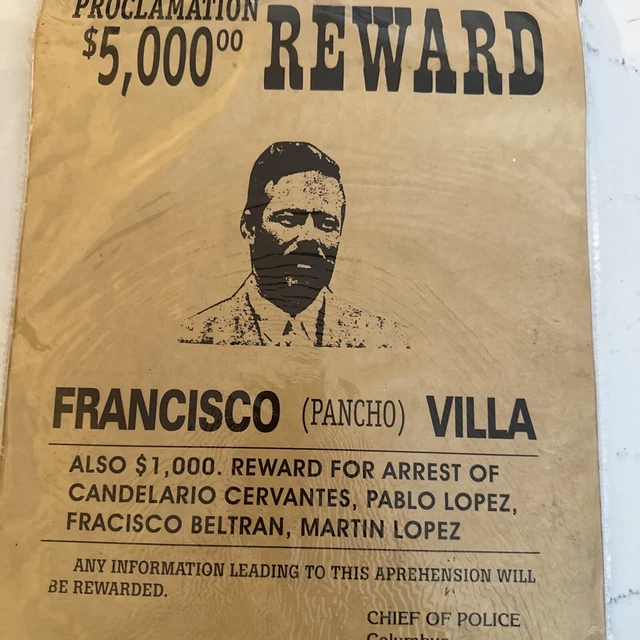 PROCLAMATION
$5,000⁰⁰ REWARD
FRANCISCO (PANCHO) VILLA
ALSO $1,000. REWARD FOR ARREST OF
CANDELARIO CERVANTES, PABLO LOPEZ,
FRACISCO BELTRAN, MARTIN LOPEZ
ANY INFORMATION LEADING TO THIS APREHENSION WILL
BE REWARDED.
CHIEF OF POLICE
Columbus